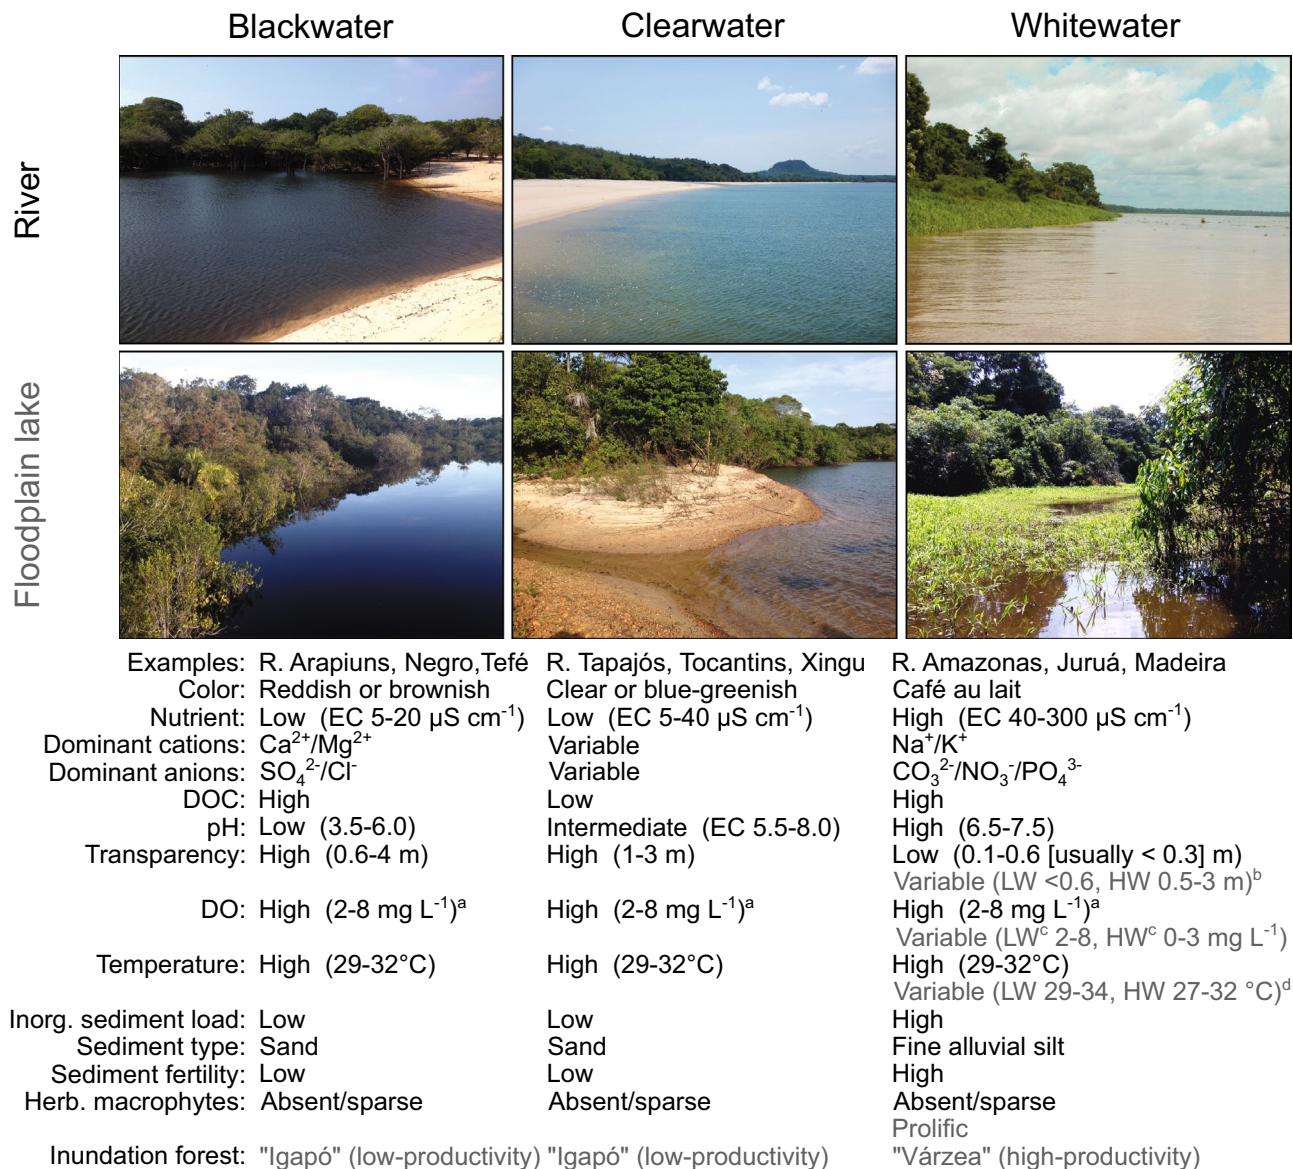 Blackwater Clearwater Whitewater
River
Floodplain lake
Examples: R. Arapiuns, Negro,Tefé R. Tapajós, Tocantins, Xingu R. Amazonas, Juruá, Madeira
Color: Reddish or brownish Clear or blue-greenish Café au lait
Nutrient: Low (EC 5-20 µS cm⁻¹) Low (EC 5-40 µS cm⁻¹) High (EC 40-300 µS cm⁻¹)
Dominant cations: Ca²⁺/Mg²⁺ Variable Na⁺/K⁺
Dominant anions: SO₄²⁻/Cl⁻ Variable CO₃²⁻/NO₃⁻/PO₄³⁻
DOC: High Low High
pH: Low (3.5-6.0) Intermediate (EC 5.5-8.0) High (6.5-7.5)
Transparency: High (0.6-4 m) High (1-3 m) Low (0.1-0.6 [usually < 0.3] m)
Variable (LW <0.6, HW 0.5-3 m)ᵇ
DO: High (2-8 mg L⁻¹)ᵃ High (2-8 mg L⁻¹)ᵃ High (2-8 mg L⁻¹)ᵃ
Variable (LWᶜ 2-8, HWᶜ 0-3 mg L⁻¹)
Temperature: High (29-32°C) High (29-32°C) High (29-32°C)
Variable (LW 29-34, HW 27-32 °C)ᵈ
Inorg. sediment load: Low Low High
Sediment type: Sand Sand Fine alluvial silt
Sediment fertility: Low Low High
Herb. macrophytes: Absent/sparse Absent/sparse Absent/sparse
Prolific
Inundation forest: "Igapó" (low-productivity) "Igapó" (low-productivity) "Várzea" (high-productivity)